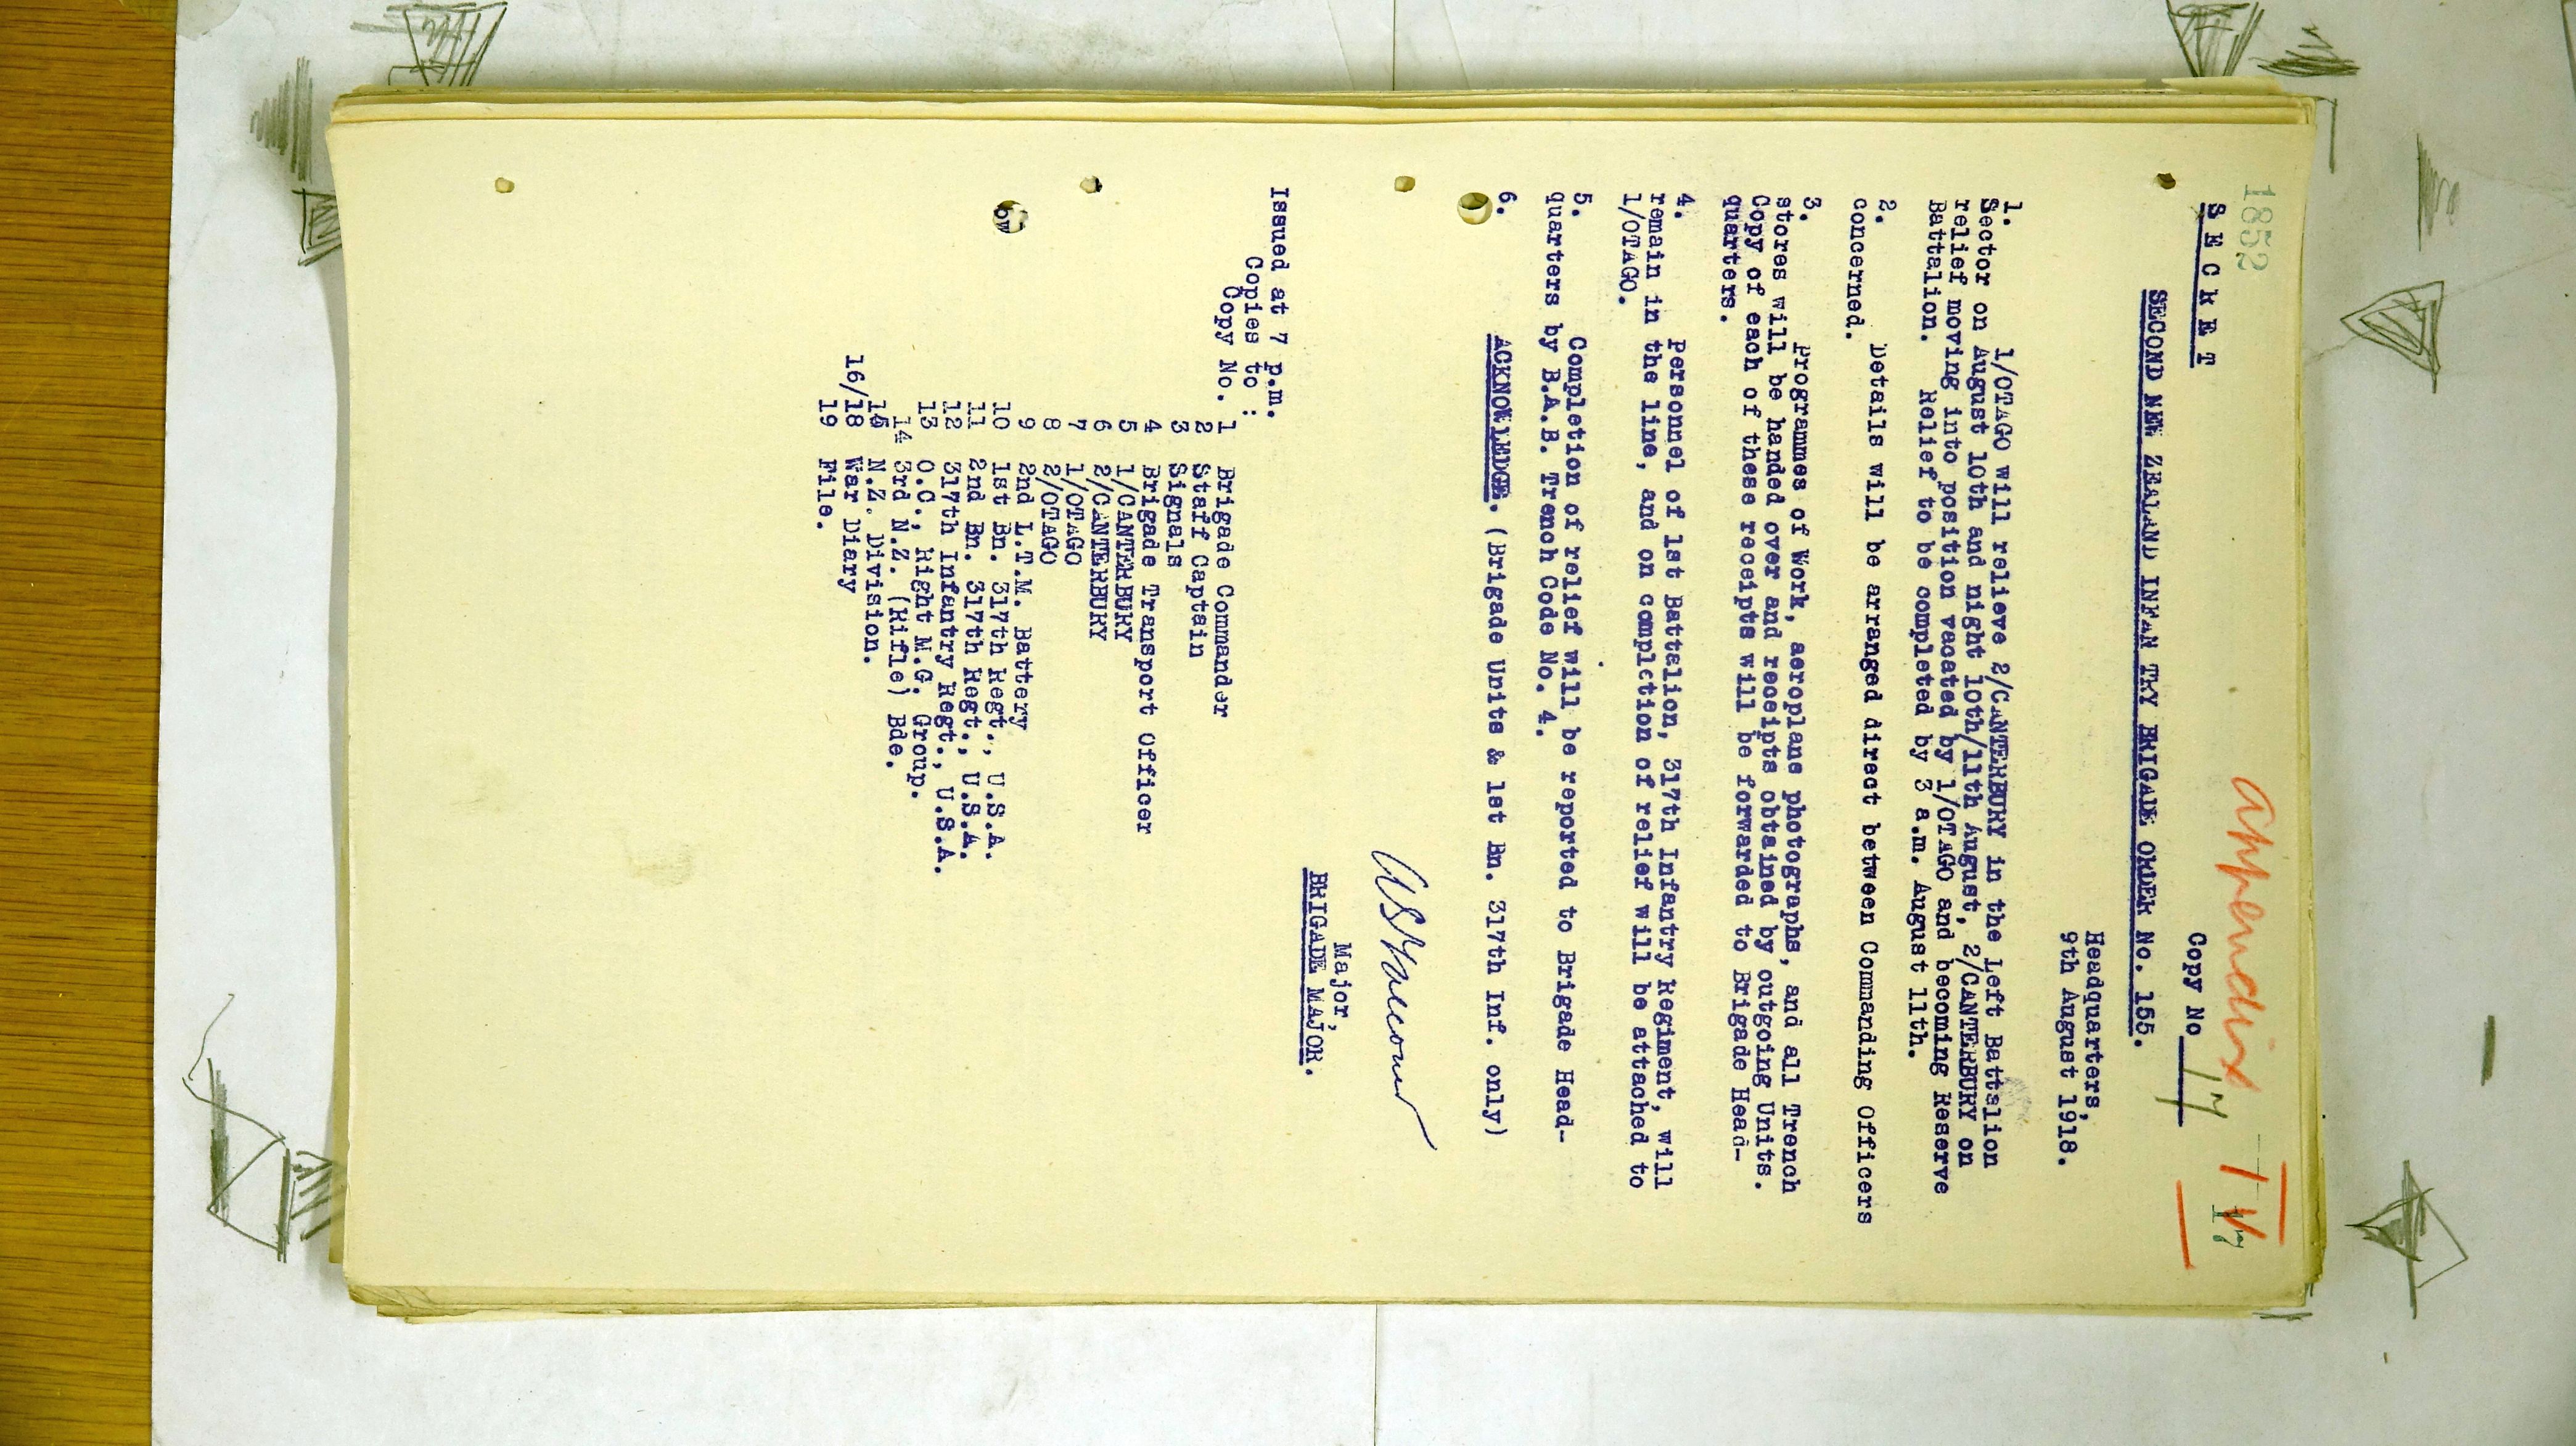 1852
appendix IV
17
S E C R E T
Copy No 17
SECOND NEW ZEALAND INFANTRY BRIGADE ORDER No. 155.
Headquarters,
9th August 1918.
1. 1/OTAGO will relieve 2/CANTERBURY in the Left Battalion
Sector on August 10th and night 10th/11th August, 2/CANTERBURY on
relief moving into position vacated by 1/OTAGO and becoming Reserve
Battalion. Relief to be completed by 3 a.m. August 11th.
2. Details will be arranged direct between Commanding Officers
concerned.
3. Programmes of Work, aeroplane photographs, and all Trench
stores will be handed over and receipts obtained by outgoing Units.
Copy of each of these receipts will be forwarded to Brigade Head-
quarters.
4. Personnel of 1st Battalion, 317th Infantry Regiment, will
remain in the line, and on completion of relief will be attached to
1/OTAGO.
5. Completion of relief will be reported to Brigade Head-
quarters by B.A.B. Trench Code No. 4.
6. ACKNOWLEDGE. (Brigade Units & 1st Bn. 317th Inf. only)
Major,
BRIGADE MAJOR.
Issued at 7 p.m.
Copies to :
Copy No. 1 Brigade Commander
2 Staff Captain
3 Signals
4 Brigade Transport Officer
5 1/CANTERBURY
6 2/CANTERBURY
7 1/OTAGO
8 2/OTAGO
9 2nd L.T.M. Battery
10 1st Bn. 317th Regt., U.S.A.
11 2nd Bn. 317th Regt., U.S.A.
12 317th Infantry Regt., U.S.A.
13 O.C., Right M.G. Group.
14 3rd N.Z. (Rifle) Bde.
15 N.Z. Division.
16/18 War Diary
19 File.